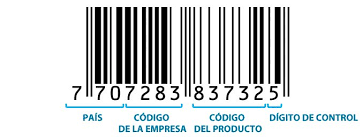 7 707283 837325
PAÍS CÓDIGO DE LA EMPRESA CÓDIGO DEL PRODUCTO DÍGITO DE CONTROL